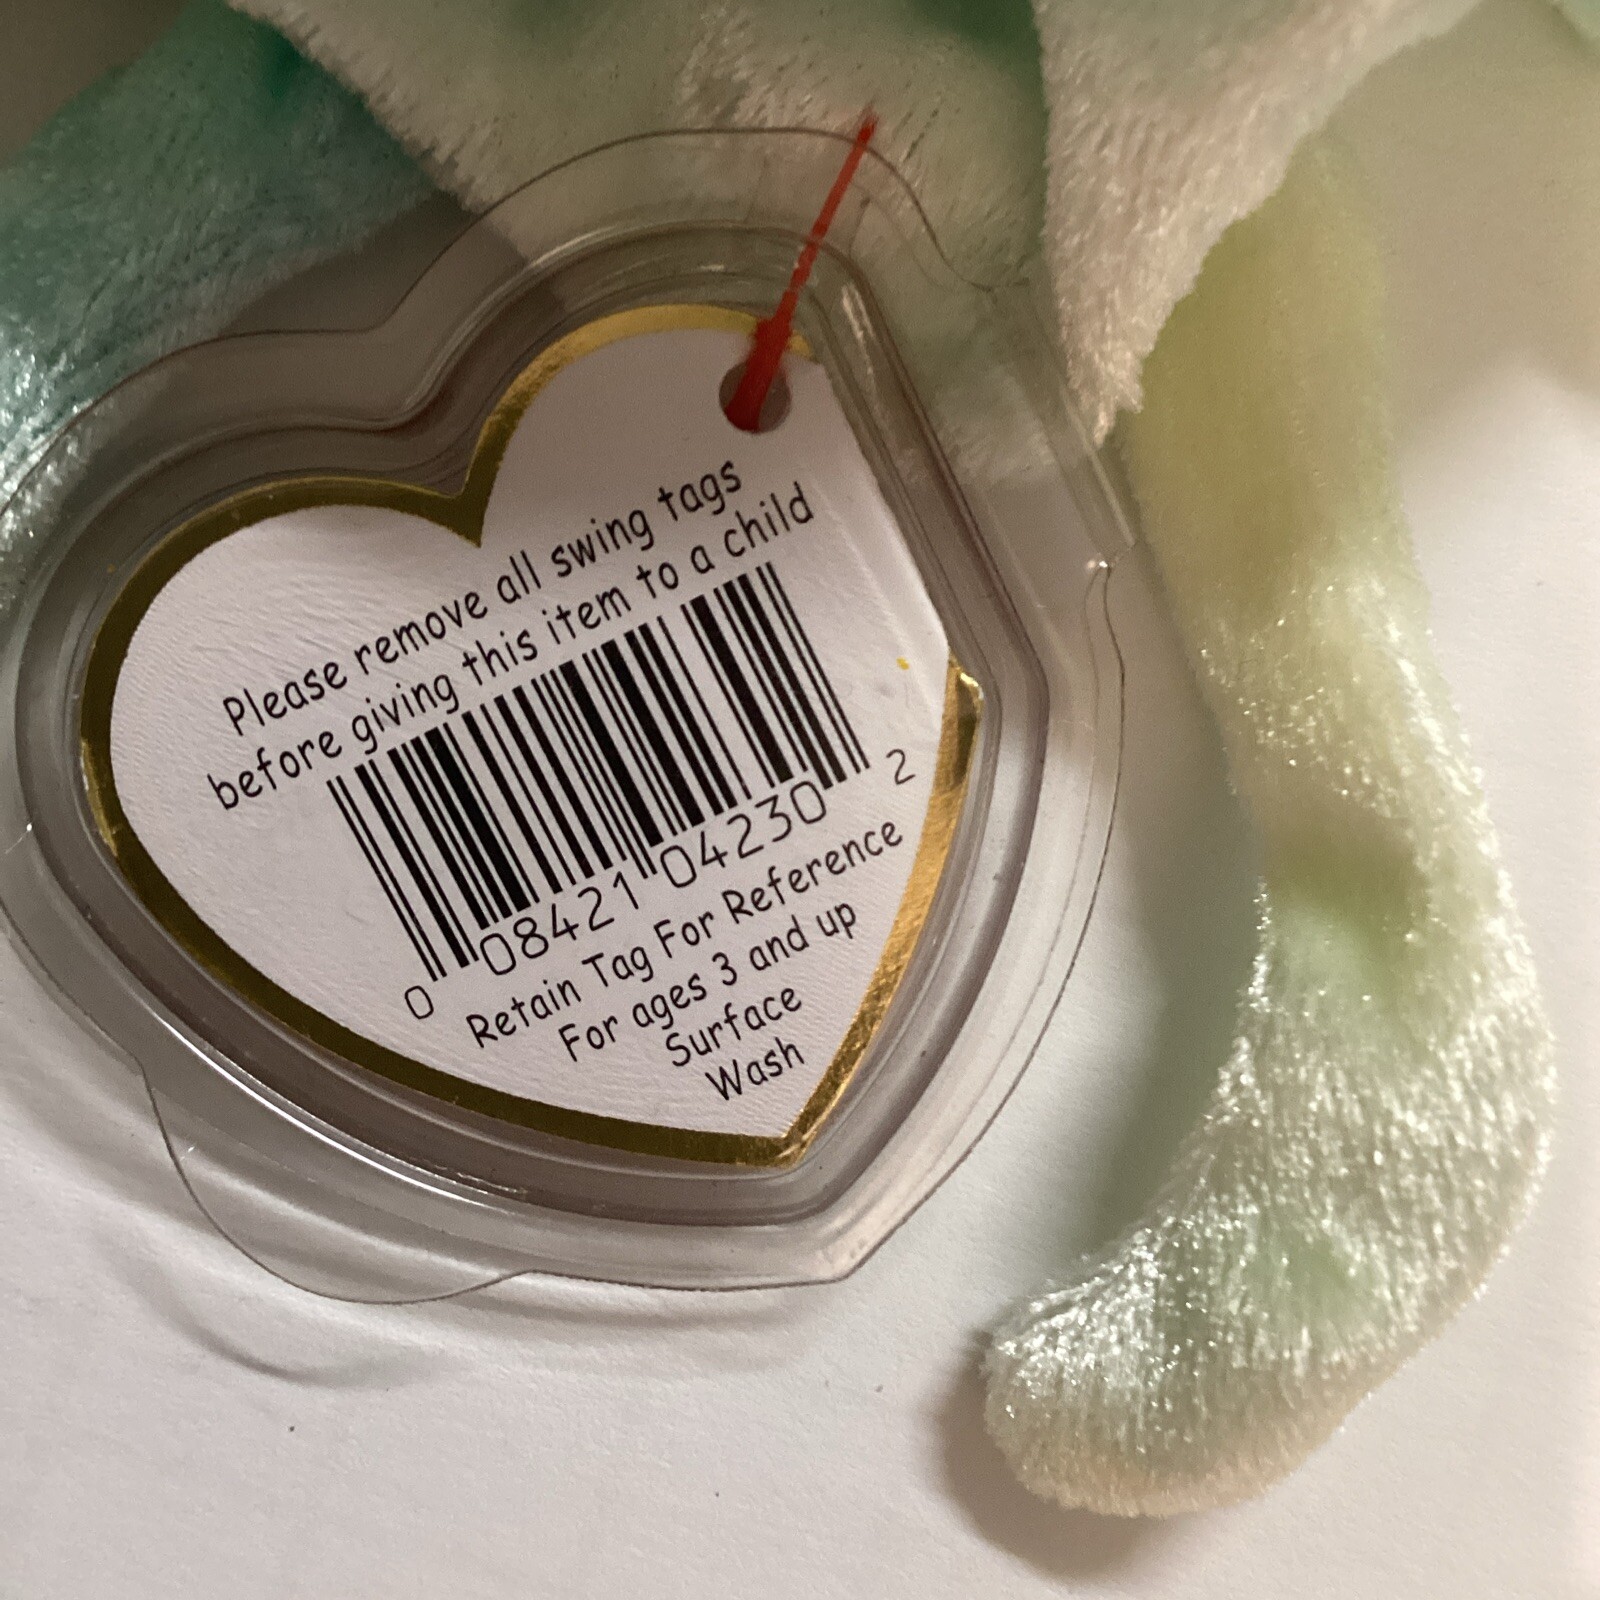 Please remove all swing tags
before giving this item to a child
0 08421 04230 2
Retain Tag For Reference
For ages 3 and up
Surface
Wash